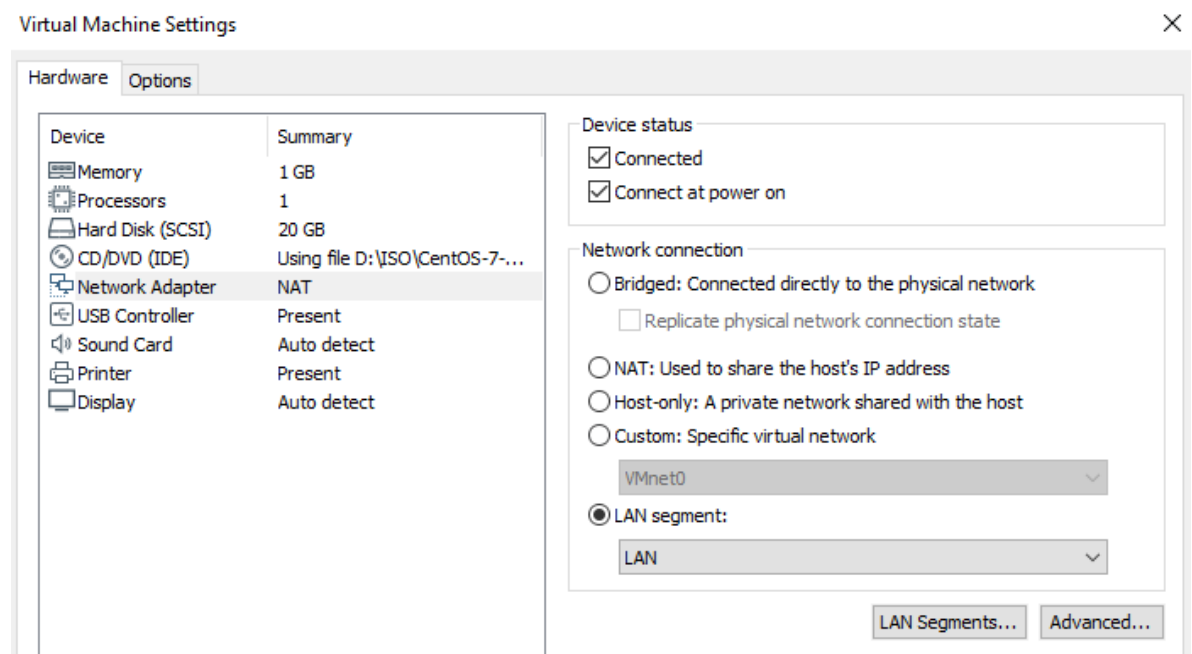 Virtual Machine Settings
Hardware Options
Device Summary
Memory 1 GB
Processors 1
Hard Disk (SCSI) 20 GB
CD/DVD (IDE) Using file D:\ISO\CentOS-7-...
Network Adapter NAT
USB Controller Present
Sound Card Auto detect
Printer Present
Display Auto detect
Device status
Connected
Connect at power on
Network connection
Bridged: Connected directly to the physical network
Replicate physical network connection state
NAT: Used to share the host's IP address
Host-only: A private network shared with the host
Custom: Specific virtual network
VMnet0
LAN segment:
LAN
LAN Segments... Advanced...